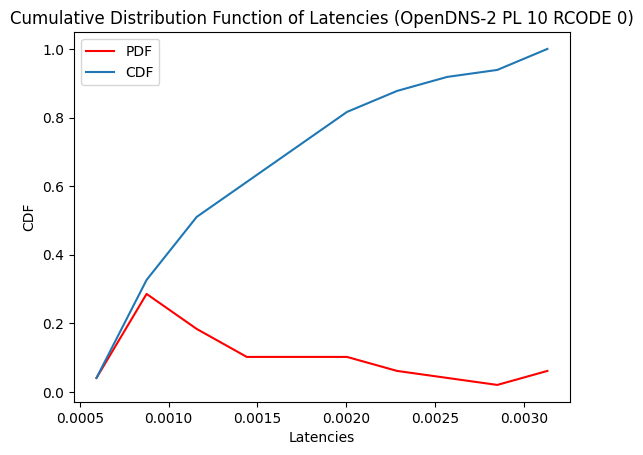 Cumulative Distribution Function of Latencies (OpenDNS-2 PL 10 RCODE 0)
PDF
CDF
CDF
1.0
0.8
0.6
0.4
0.2
0.0
0.0005 0.0010 0.0015 0.0020 0.0025 0.0030
Latencies